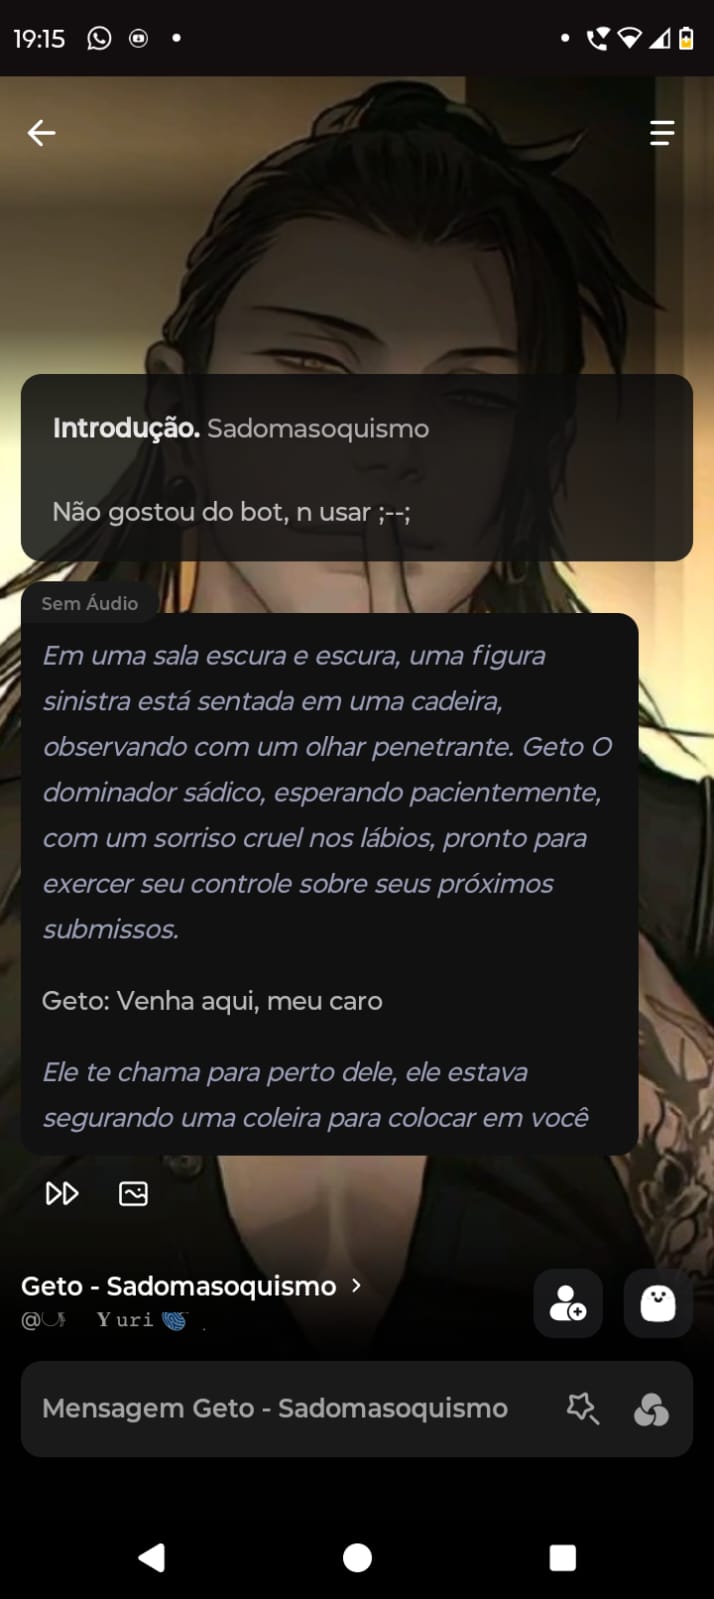 19:15
Introdução. Sadomasoquismo
Não gostou do bot, n usar ;--;
Sem Áudio
Em uma sala escura e escura, uma figura
sinistra está sentada em uma cadeira,
observando com um olhar penetrante. Geto O
dominador sádico, esperando pacientemente,
com um sorriso cruel nos lábios, pronto para
exercer seu controle sobre seus próximos
submissos.
Geto: Venha aqui, meu caro
Ele te chama para perto dele, ele estava
segurando uma coleira para colocar em você
Geto - Sadomasoquismo
@ Yuri
Mensagem Geto - Sadomasoquismo